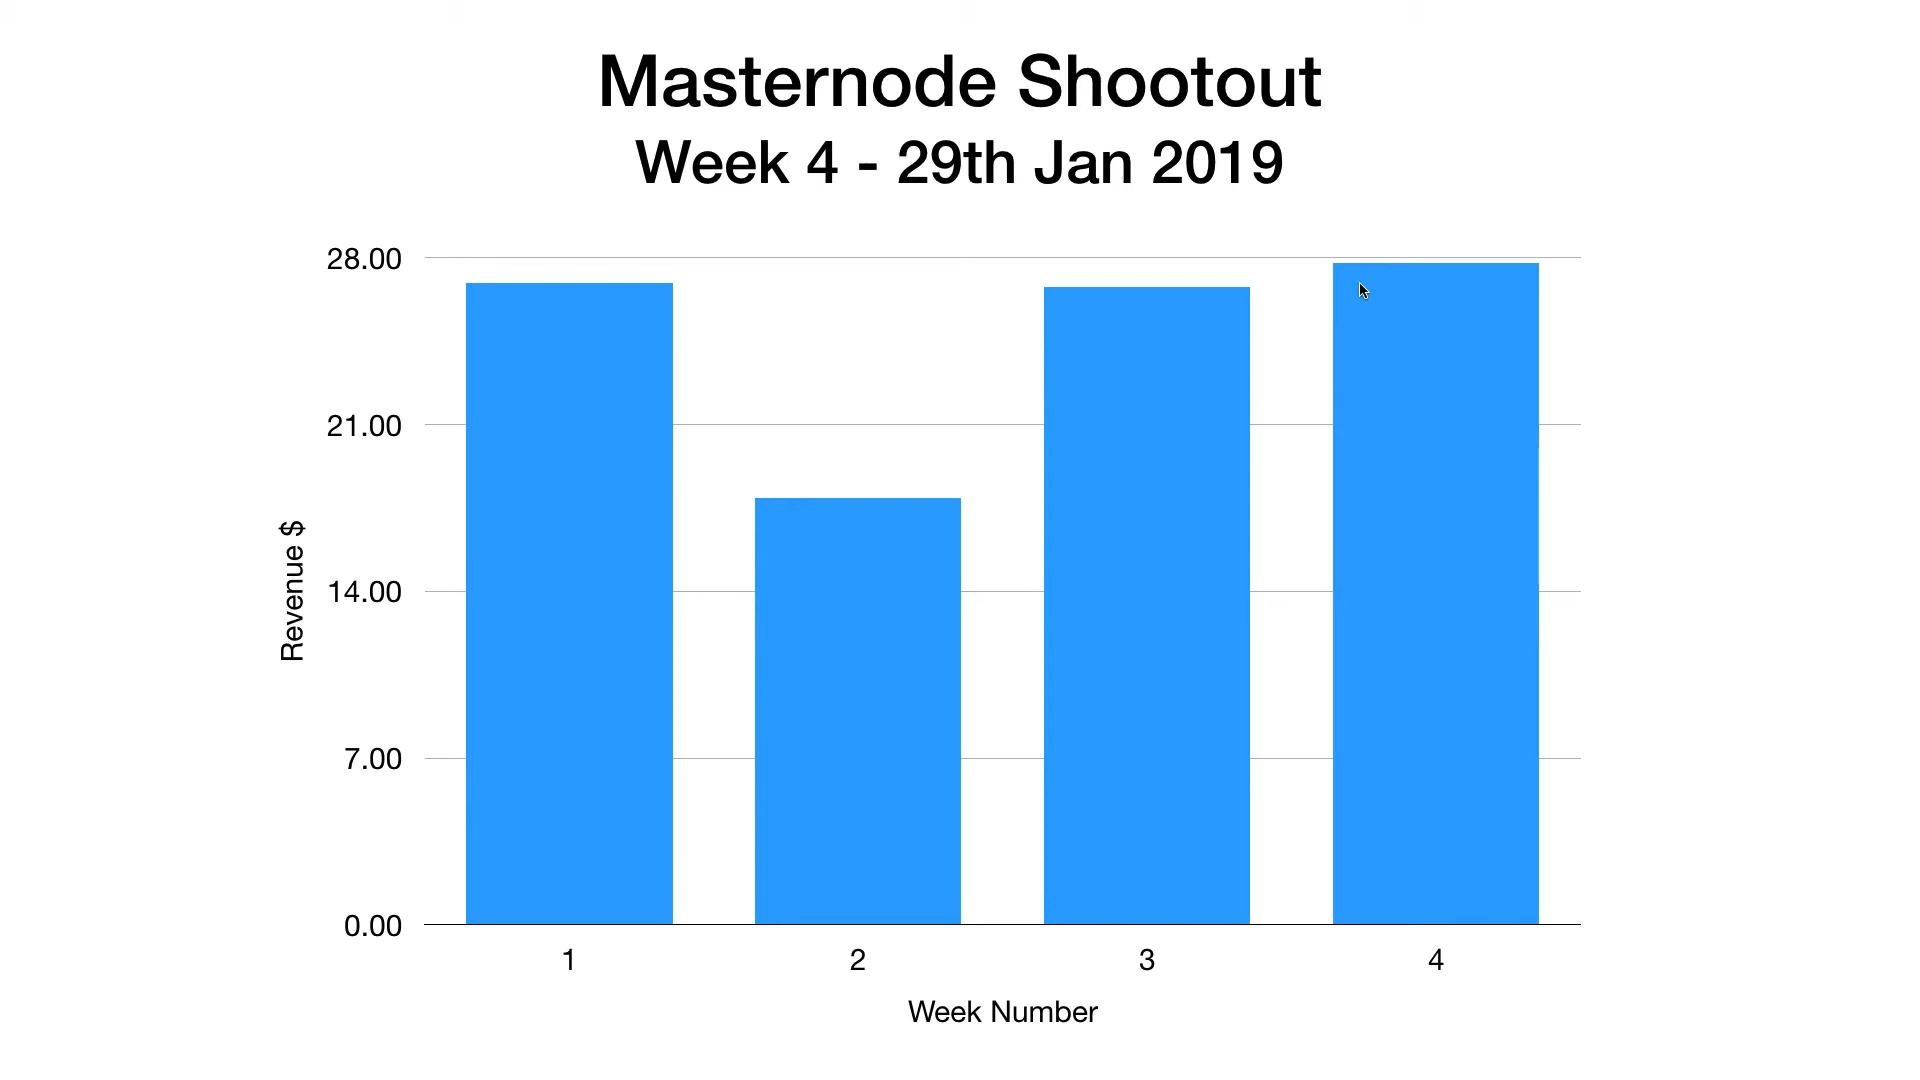 Masternode Shootout
Week 4 - 29th Jan 2019
28.00
21.00
14.00
7.00
0.00
Revenue $
1 2 3 4
Week Number